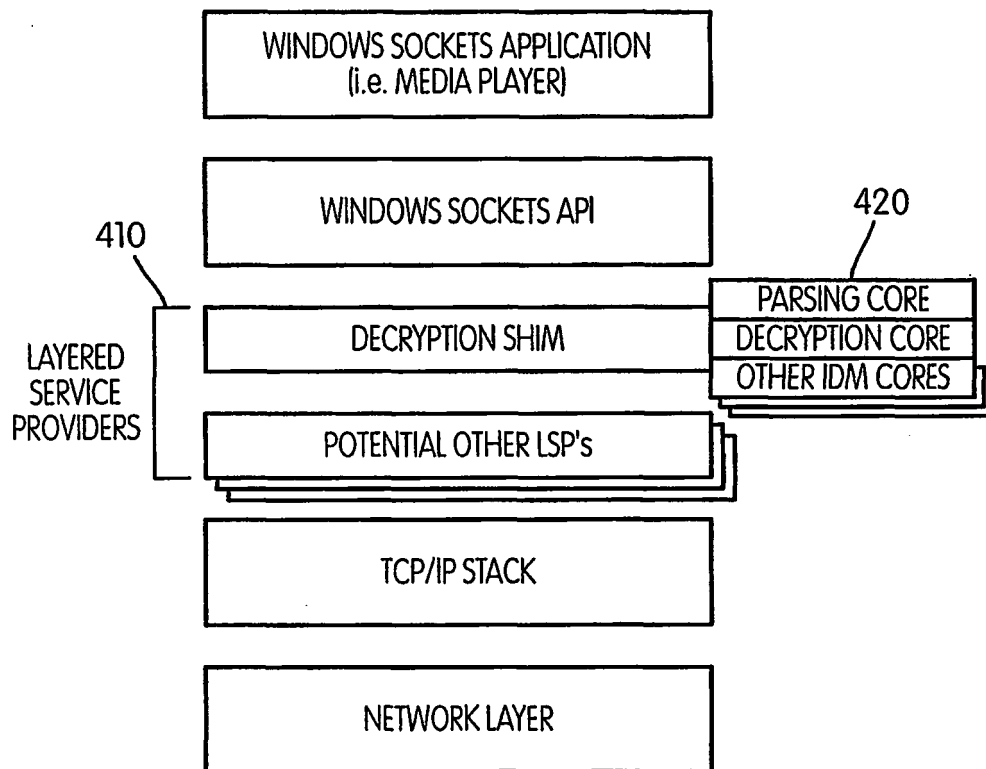 WINDOWS SOCKETS APPLICATION
(i.e. MEDIA PLAYER)
WINDOWS SOCKETS API
410
420
LAYERED
SERVICE
PROVIDERS
DECRYPTION SHIM
PARSING CORE
DECRYPTION CORE
OTHER IDM CORES
POTENTIAL OTHER LSP's
TCP/IP STACK
NETWORK LAYER